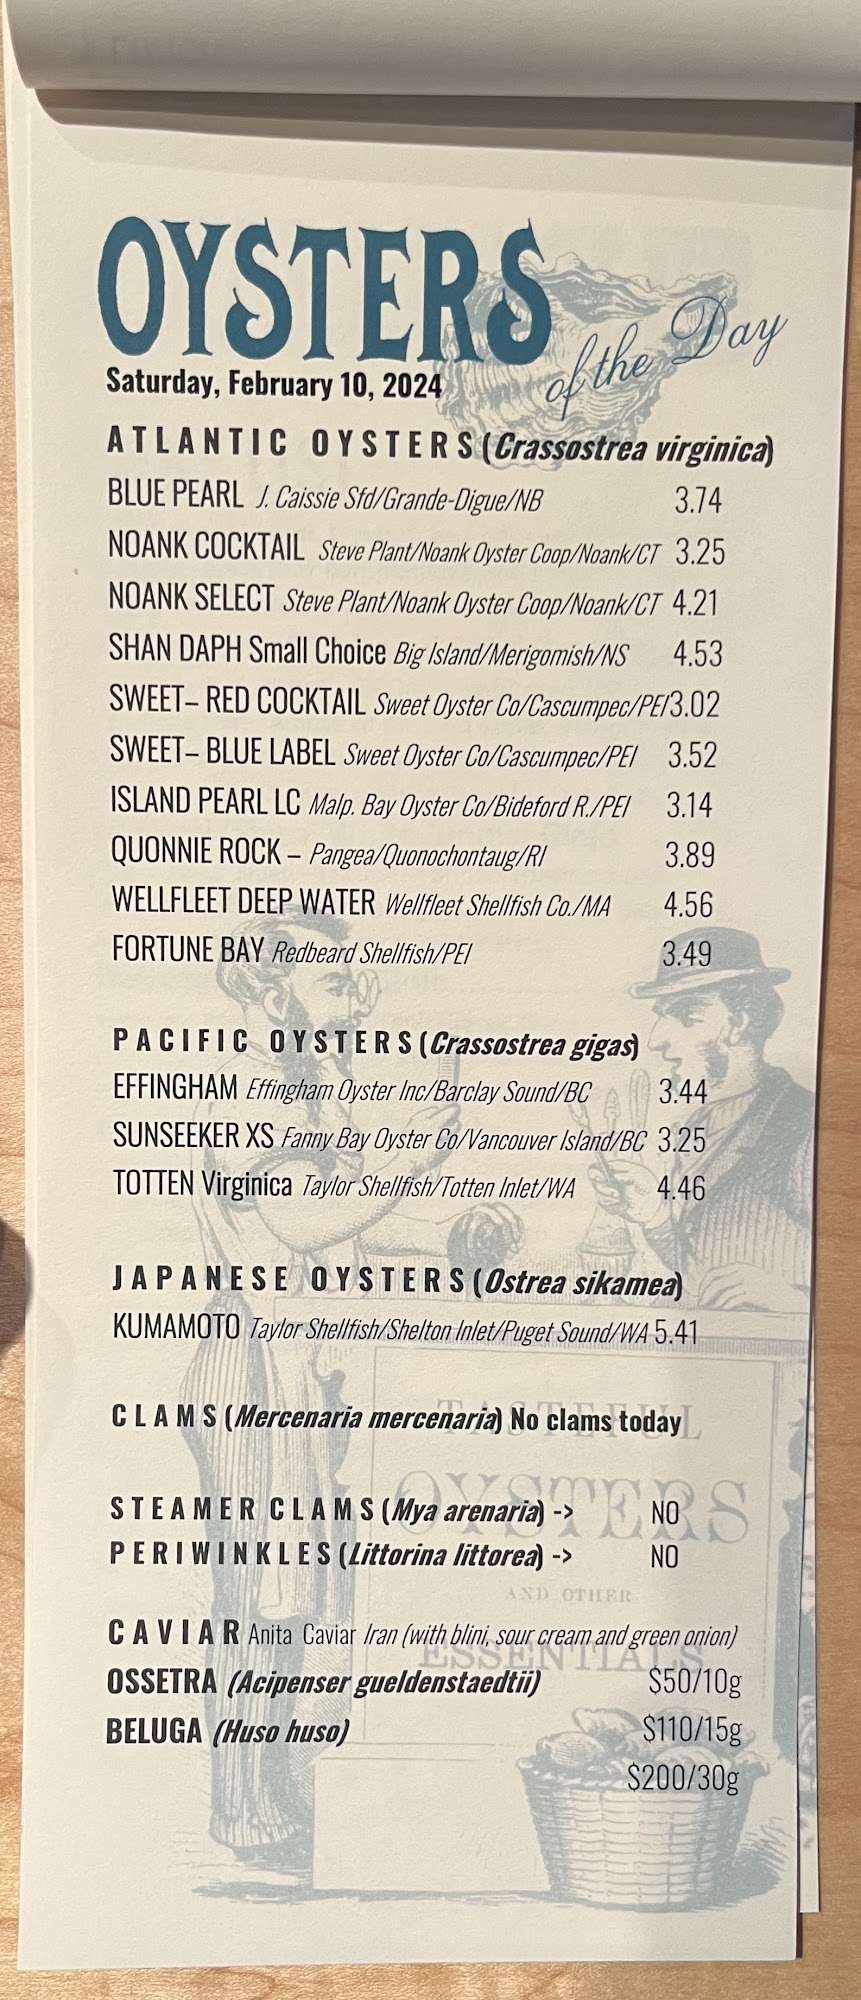 OYSTERS
of the Day
Saturday, February 10, 2024
ATLANTIC OYSTERS (Crassostrea virginica)
BLUE PEARL J. Caissie Sfd/Grande-Digue/NB 3.74
NOANK COCKTAIL Steve Plant/Noank Oyster Coop/Noank/CT 3.25
NOANK SELECT Steve Plant/Noank Oyster Coop/Noank/CT 4.21
SHAN DAPH Small Choice Big Island/Merigomish/NS 4.53
SWEET– RED COCKTAIL Sweet Oyster Co/Cascumpec/PEI 3.02
SWEET– BLUE LABEL Sweet Oyster Co/Cascumpec/PEI 3.52
ISLAND PEARL LC Malp. Bay Oyster Co/Bideford R./PEI 3.14
QUONNIE ROCK – Pangea/Quonochontaug/RI 3.89
WELLFLEET DEEP WATER Wellfleet Shellfish Co./MA 4.56
FORTUNE BAY Redbeard Shellfish/PEI 3.49
PACIFIC OYSTERS (Crassostrea gigas)
EFFINGHAM Effingham Oyster Inc/Barclay Sound/BC 3.44
SUNSEEKER XS Fanny Bay Oyster Co/Vancouver Island/BC 3.25
TOTTEN Virginica Taylor Shellfish/Totten Inlet/WA 4.46
JAPANESE OYSTERS (Ostrea sikamea)
KUMAMOTO Taylor Shellfish/Shelton Inlet/Puget Sound/WA 5.41
TASTEFUL
CLAMS (Mercenaria mercenaria) No clams today
OYSTERS
STEAMER CLAMS (Mya arenaria) -> NO
PERIWINKLES (Littorina littorea) -> NO
AND OTHER
CAVIAR Anita Caviar Iran (with blini, sour cream and green onion)
ESSENTIALS
OSSETRA (Acipenser gueldenstaedtii) $50/10g
BELUGA (Huso huso) $110/15g
$200/30g